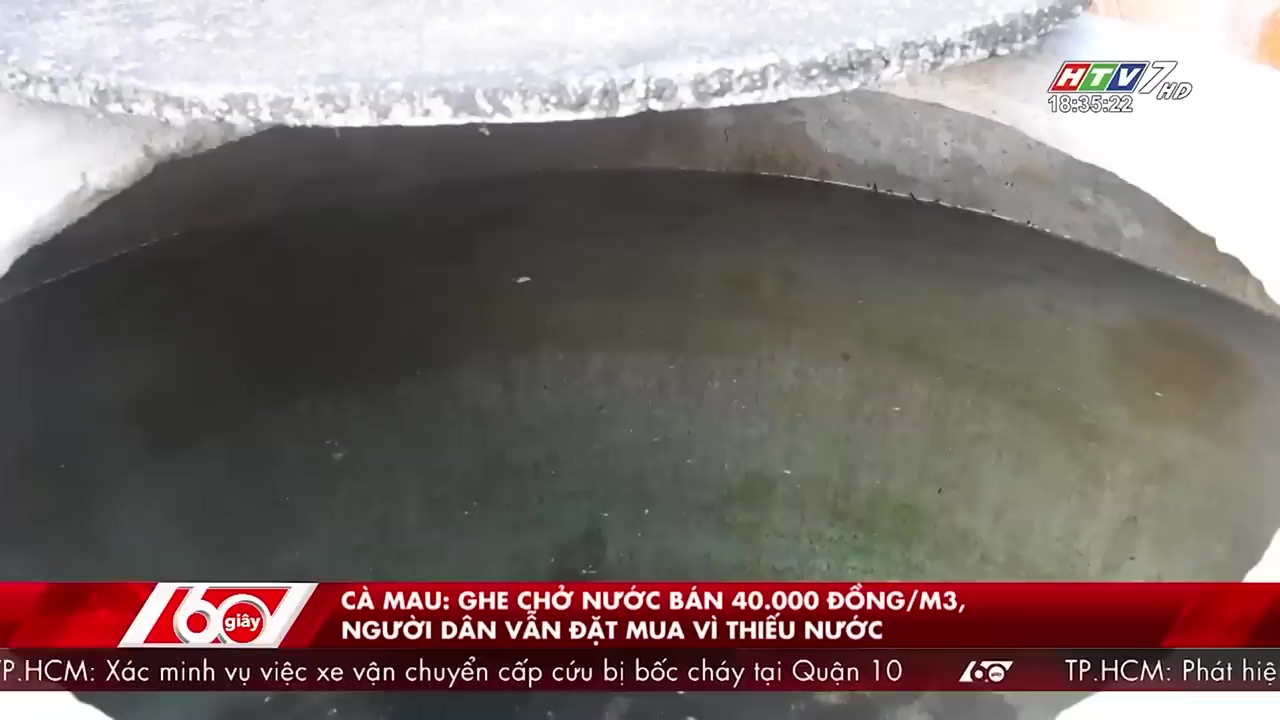 HTV7 HD
18:35:22
60 giây
CÀ MAU: GHE CHỞ NƯỚC BÁN 40.000 ĐỒNG/M3,
NGƯỜI DÂN VẪN ĐẶT MUA VÌ THIẾU NƯỚC
TP.HCM: Xác minh vụ việc xe vận chuyển cấp cứu bị bốc cháy tại Quận 10 60 giây TP.HCM: Phát hiệ